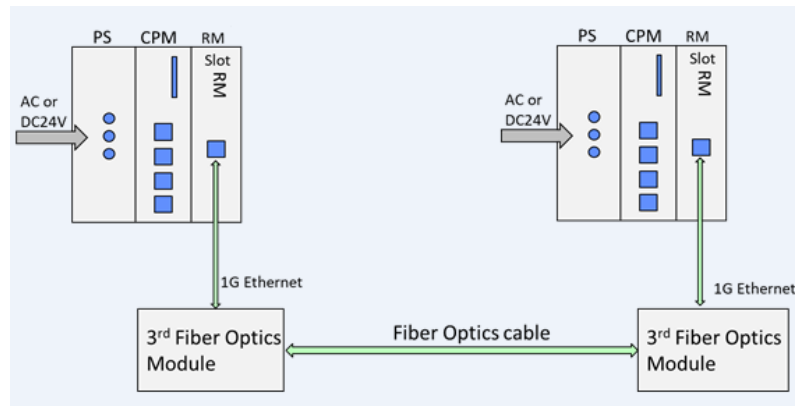 PS CPM RM
Slot
RM
AC or
DC24V
1G Ethernet
3rd Fiber Optics
Module
Fiber Optics cable
PS CPM RM
Slot
RM
AC or
DC24V
1G Ethernet
3rd Fiber Optics
Module